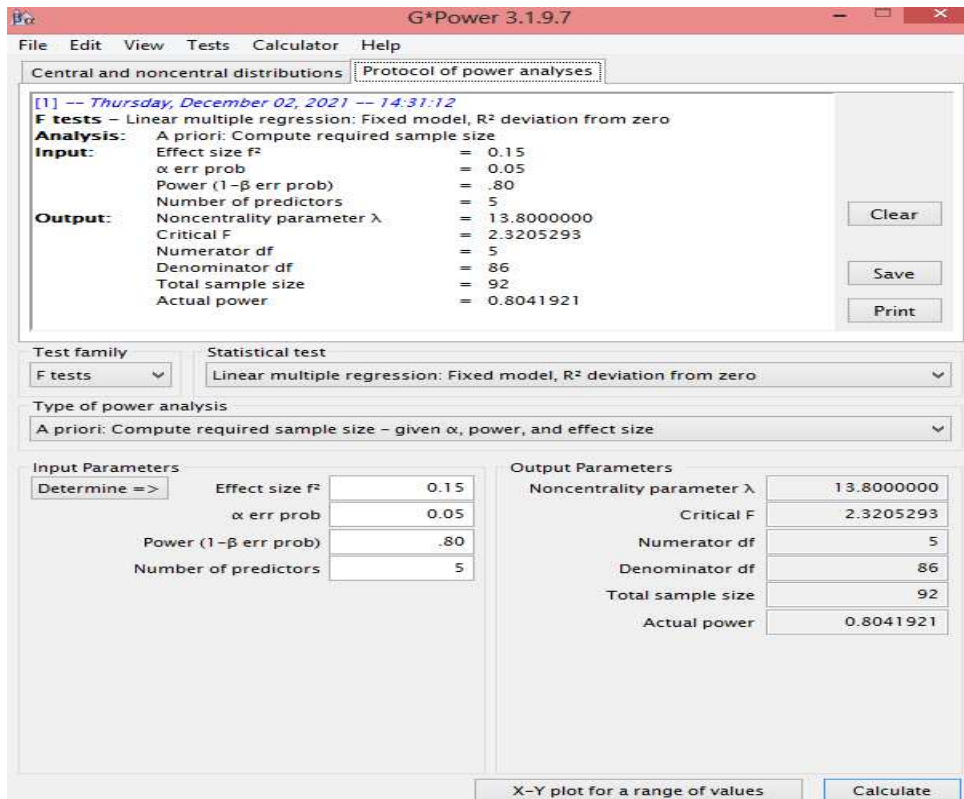 βα G*Power 3.1.9.7
File Edit View Tests Calculator Help
Central and noncentral distributions Protocol of power analyses
[1] -- Thursday, December 02, 2021 -- 14:31:12
F tests – Linear multiple regression: Fixed model, R² deviation from zero
Analysis: A priori: Compute required sample size
Input: Effect size f² = 0.15
α err prob = 0.05
Power (1-β err prob) = .80
Number of predictors = 5
Output: Noncentrality parameter λ = 13.8000000
Critical F = 2.3205293
Numerator df = 5
Denominator df = 86
Total sample size = 92
Actual power = 0.8041921
Clear
Save
Print
Test family Statistical test
F tests Linear multiple regression: Fixed model, R² deviation from zero
Type of power analysis
A priori: Compute required sample size – given α, power, and effect size
Input Parameters
Determine => Effect size f² 0.15
α err prob 0.05
Power (1-β err prob) .80
Number of predictors 5
Output Parameters
Noncentrality parameter λ 13.8000000
Critical F 2.3205293
Numerator df 5
Denominator df 86
Total sample size 92
Actual power 0.8041921
X-Y plot for a range of values Calculate